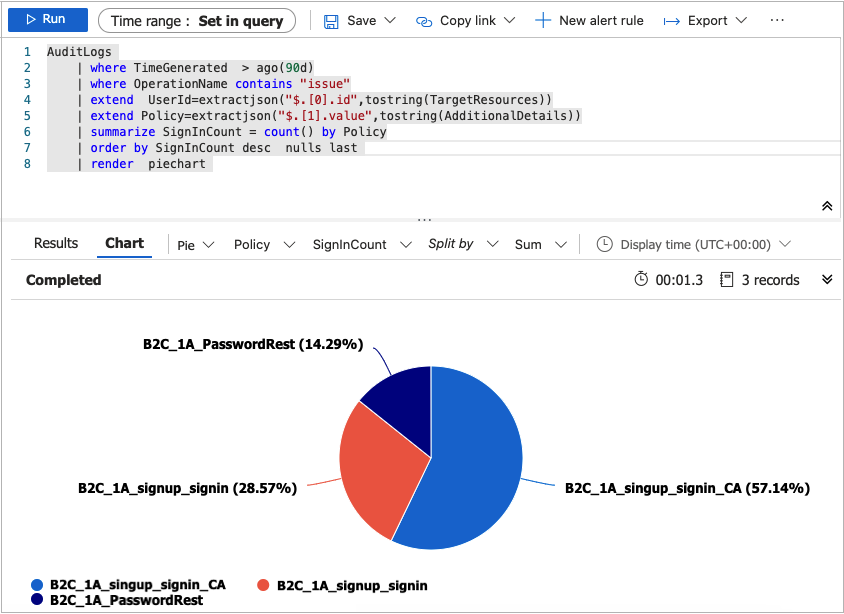 Run
Time range : Set in query
Save
Copy link
New alert rule
Export
...
1 AuditLogs
2 | where TimeGenerated > ago(90d)
3 | where OperationName contains "issue"
4 | extend UserId=extractjson("$.[0].id",tostring(TargetResources))
5 | extend Policy=extractjson("$.[1].value",tostring(AdditionalDetails))
6 | summarize SignInCount = count() by Policy
7 | order by SignInCount desc nulls last
8 | render piechart
...
Results Chart Pie Policy SignInCount Split by Sum Display time (UTC+00:00)
Completed 00:01.3 3 records
B2C_1A_PasswordRest (14.29%)
B2C_1A_signup_signin (28.57%)
B2C_1A_singup_signin_CA (57.14%)
B2C_1A_singup_signin_CA B2C_1A_signup_signin
B2C_1A_PasswordRest